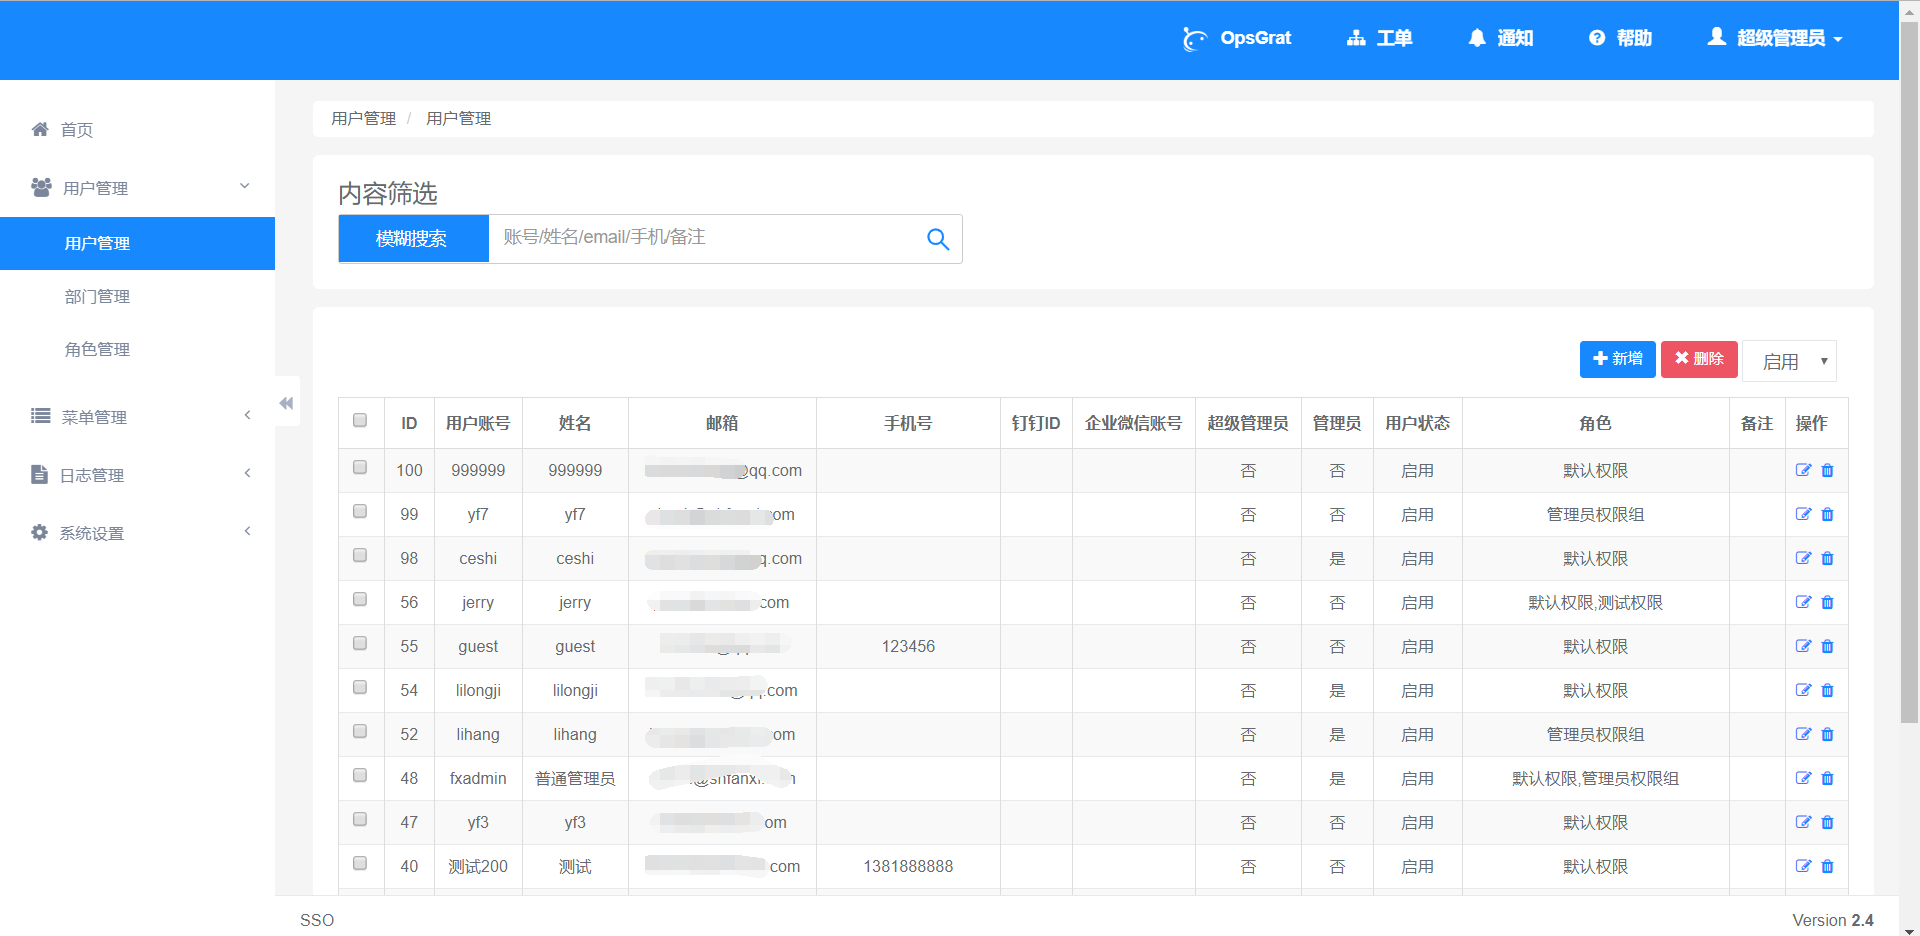 OpsGrat 工单 通知 帮助 超级管理员
首页
用户管理
用户管理
部门管理
角色管理
菜单管理
日志管理
系统设置
用户管理 / 用户管理
内容筛选
模糊搜索 账号/姓名/email/手机/备注
新增 删除 启用
ID 用户账号 姓名 邮箱 手机号 钉钉ID 企业微信账号 超级管理员 管理员 用户状态 角色 备注 操作
100 999999 999999 @qq.com 否 否 启用 默认权限
99 yf7 yf7 om 否 否 启用 管理员权限组
98 ceshi ceshi q.com 否 是 启用 默认权限
56 jerry jerry com 否 否 启用 默认权限,测试权限
55 guest guest 123456 否 否 启用 默认权限
54 lilongji lilongji .com 否 是 启用 默认权限
52 lihang lihang om 否 是 启用 管理员权限组
48 fxadmin 普通管理员 否 是 启用 默认权限,管理员权限组
47 yf3 yf3 om 否 否 启用 默认权限
40 测试200 测试 com 1381888888 否 否 启用 默认权限
SSO Version 2.4